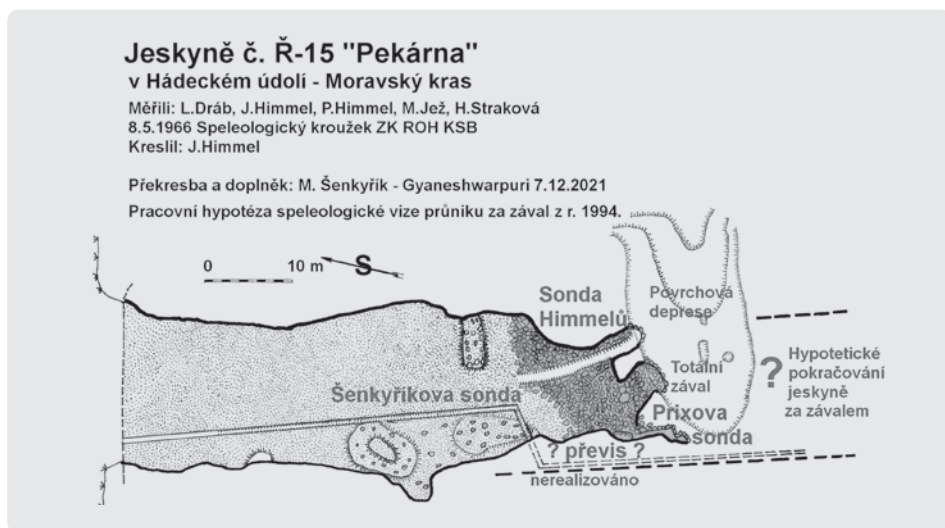 Jeskyně č. Ř-15 "Pekárna"
v Hádeckém údolí - Moravský kras
Měřili: L.Dráb, J.Himmel, P.Himmel, M.Jež, H.Straková
8.5.1966 Speleologický kroužek ZK ROH KSB
Kreslil: J.Himmel
Překresba a doplněk: M. Šenkyřík - Gyaneshwarpuri 7.12.2021
Pracovní hypotéza speleologické vize průniku za zával z r. 1994.
0 10 m
S
Sonda
Himmelů
Povrchová
deprese
Totální
zával
?
Hypotetické
pokračování
jeskyně
za závalem
Šenkyříkova sonda
Prixova
sonda
? převis ?
nerealizováno